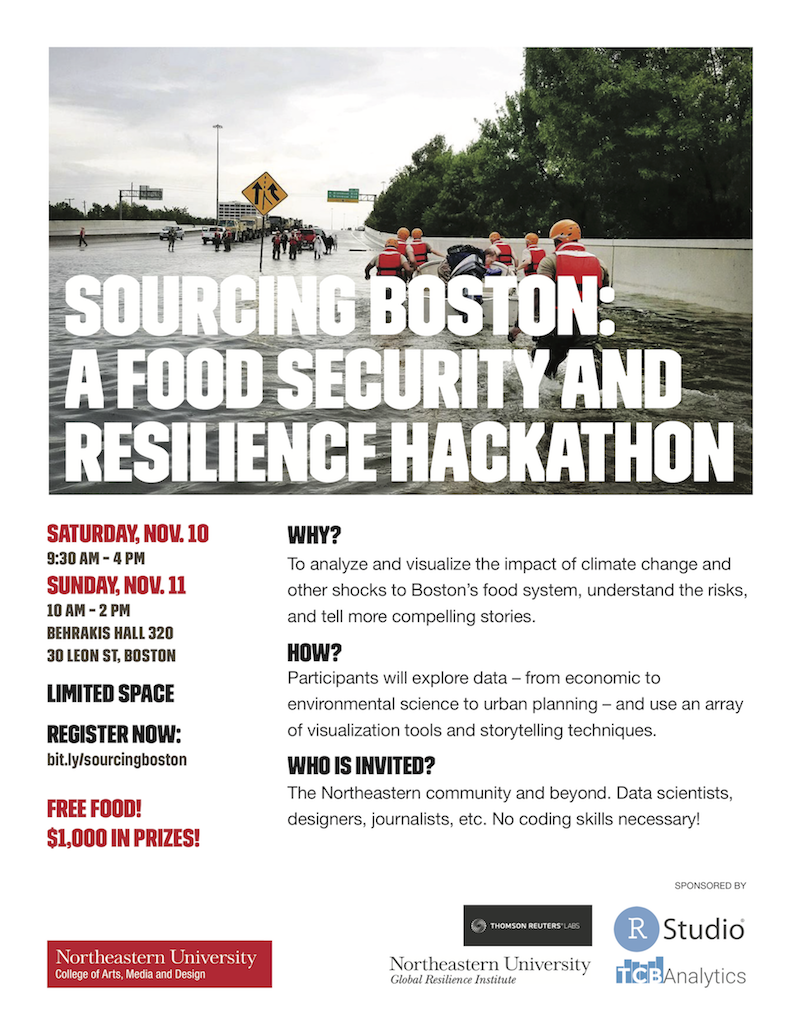 SOURCING BOSTON:
A FOOD SECURITY AND
RESILIENCE HACKATHON
SATURDAY, NOV. 10
9:30 AM – 4 PM
SUNDAY, NOV. 11
10 AM – 2 PM
BEHRAKIS HALL 320
30 LEON ST, BOSTON
LIMITED SPACE
REGISTER NOW:
bit.ly/sourcingboston
FREE FOOD!
$1,000 IN PRIZES!
WHY?
To analyze and visualize the impact of climate change and
other shocks to Boston’s food system, understand the risks,
and tell more compelling stories.
HOW?
Participants will explore data – from economic to
environmental science to urban planning – and use an array
of visualization tools and storytelling techniques.
WHO IS INVITED?
The Northeastern community and beyond. Data scientists,
designers, journalists, etc. No coding skills necessary!
SPONSORED BY
THOMSON REUTERS® LABS
R Studio®
Northeastern University
College of Arts, Media and Design
Northeastern University
Global Resilience Institute
TCB Analytics